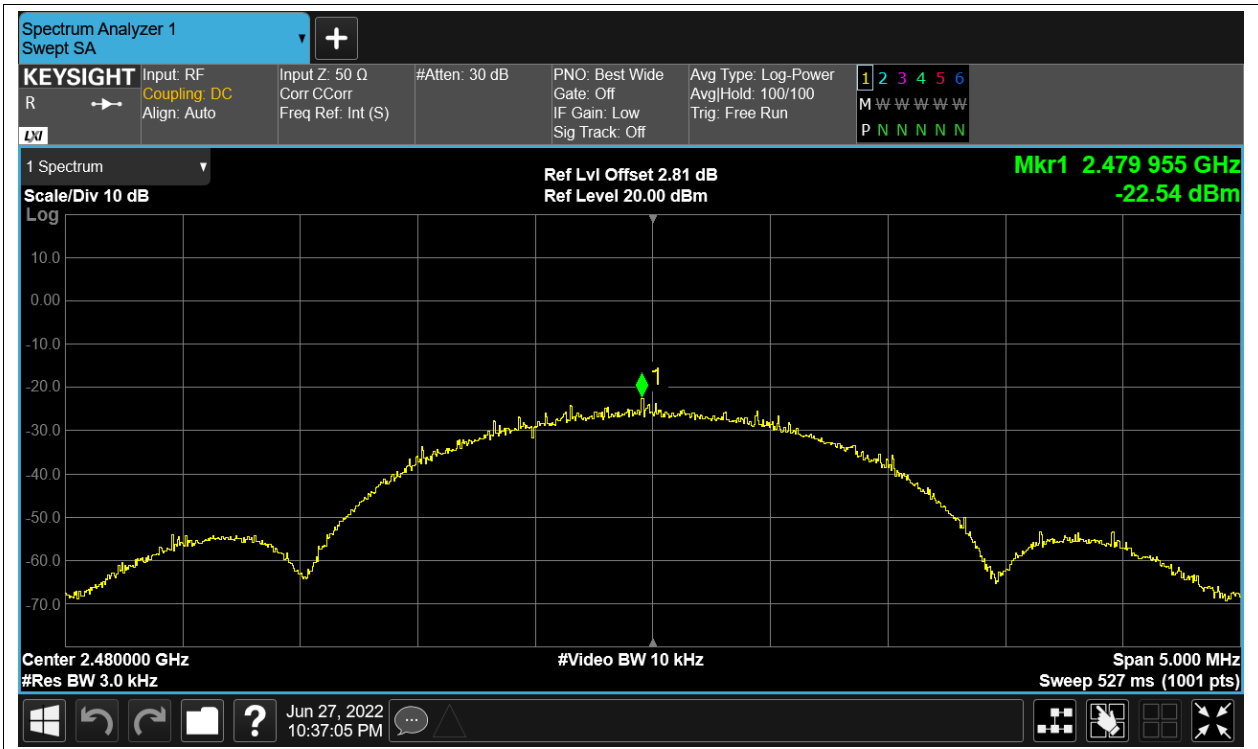 Spectrum Analyzer 1
Swept SA
KEYSIGHT
R
LXI
Input: RF
Coupling: DC
Align: Auto
Input Z: 50 Ω
Corr CCorr
Freq Ref: Int (S)
#Atten: 30 dB
PNO: Best Wide
Gate: Off
IF Gain: Low
Sig Track: Off
Avg Type: Log-Power
Avg|Hold: 100/100
Trig: Free Run
1 2 3 4 5 6
M W W W W W
P N N N N N
1 Spectrum
Scale/Div 10 dB
Log
Ref Lvl Offset 2.81 dB
Ref Level 20.00 dBm
Mkr1 2.479 955 GHz
-22.54 dBm
10.0
0.00
-10.0
-20.0
-30.0
-40.0
-50.0
-60.0
-70.0
1
Center 2.480000 GHz
#Res BW 3.0 kHz
#Video BW 10 kHz
Span 5.000 MHz
Sweep 527 ms (1001 pts)
?
Jun 27, 2022
10:37:05 PM